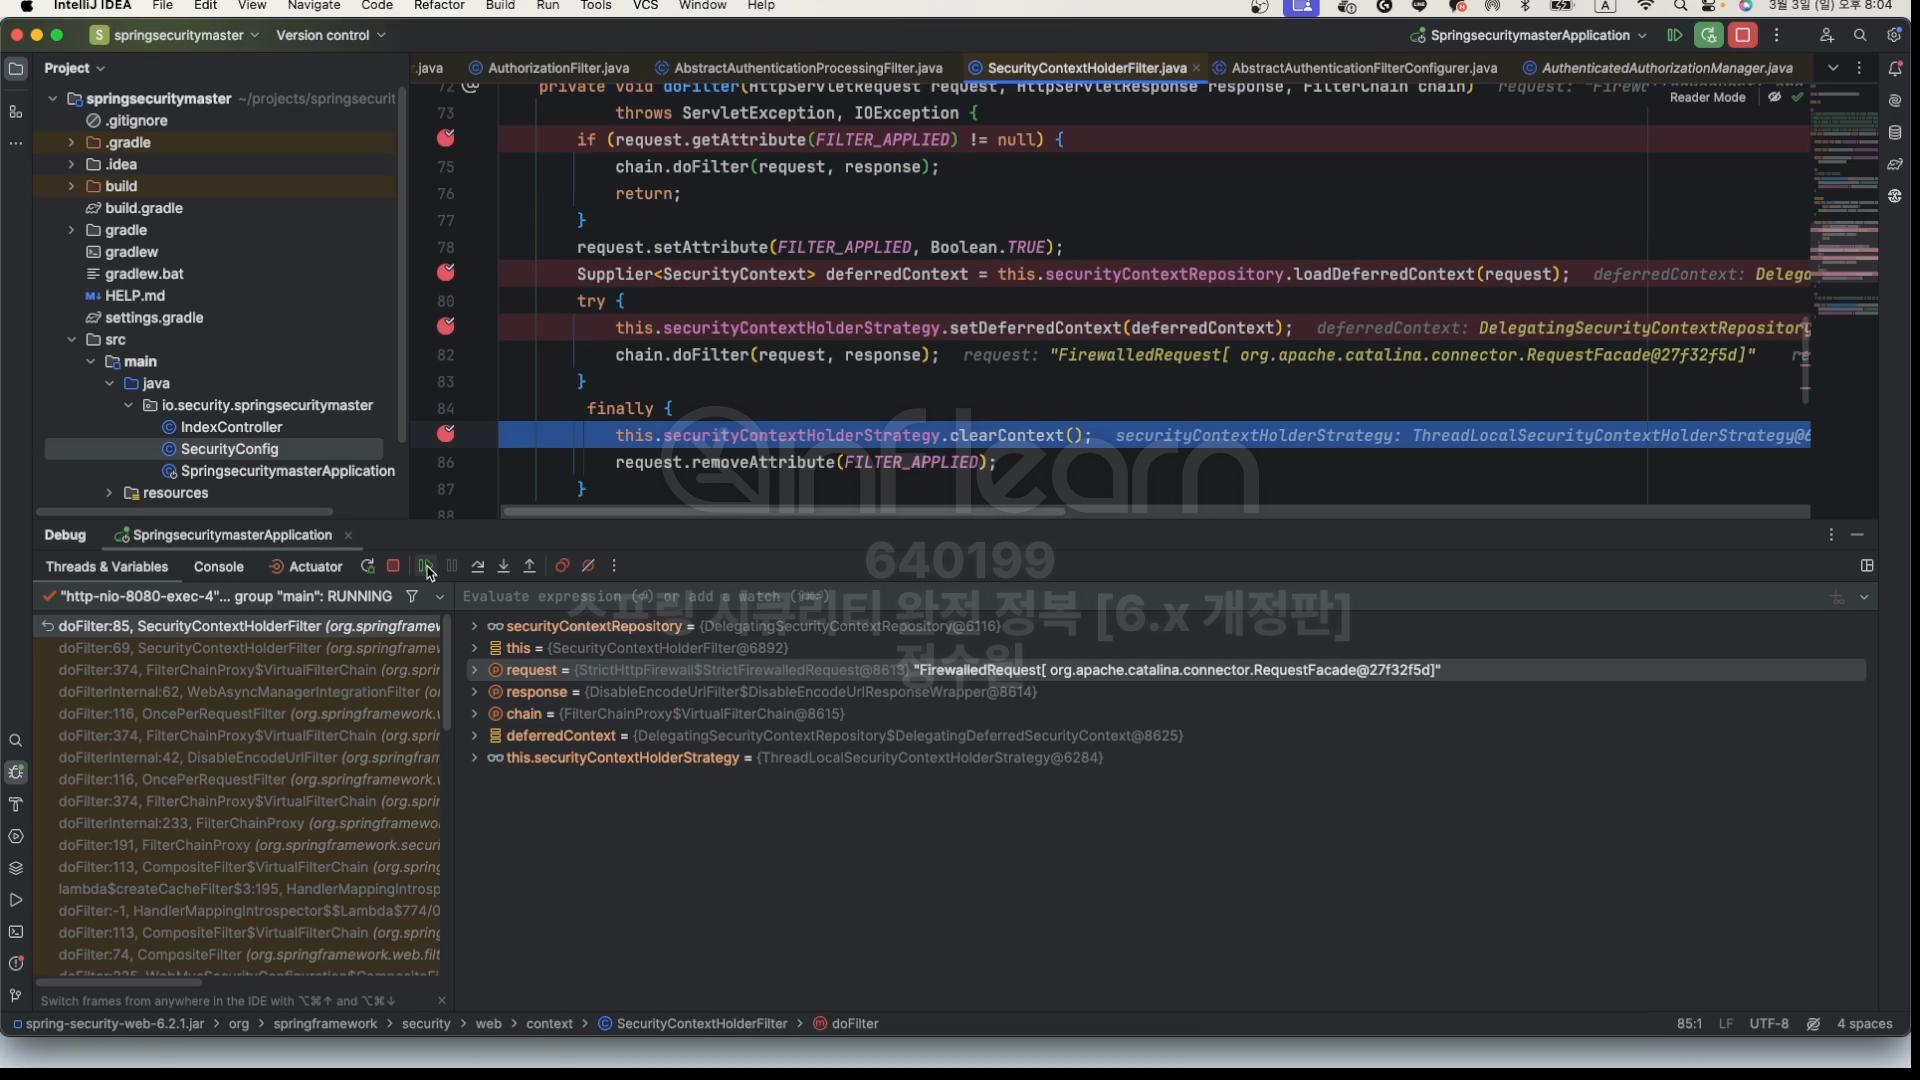 IntelliJ IDEA File Edit View Navigate Code Refactor Build Run Tools VCS Window Help A 3월 3일 (일) 오후 8:04
S springsecuritymaster Version control SpringsecuritymasterApplication
Project
.java AuthorizationFilter.java AbstractAuthenticationProcessingFilter.java SecurityContextHolderFilter.java AbstractAuthenticationFilterConfigurer.java AuthenticatedAuthorizationManager.java
springsecuritymaster ~/projects/springsecurit
.gitignore
.gradle
.idea
build
build.gradle
gradle
gradlew
gradlew.bat
M↓ HELP.md
settings.gradle
src
main
java
io.security.springsecuritymaster
IndexController
SecurityConfig
SpringsecuritymasterApplication
resources
Reader Mode
72 private void doFilter(HttpServletRequest request, HttpServletResponse response, FilterChain chain) request: "Firew
73 throws ServletException, IOException {
if (request.getAttribute(FILTER_APPLIED) != null) {
75 chain.doFilter(request, response);
76 return;
77 }
78 request.setAttribute(FILTER_APPLIED, Boolean.TRUE);
Supplier<SecurityContext> deferredContext = this.securityContextRepository.loadDeferredContext(request); deferredContext: Delega
80 try {
this.securityContextHolderStrategy.setDeferredContext(deferredContext); deferredContext: DelegatingSecurityContextRepository
82 chain.doFilter(request, response); request: "FirewalledRequest[ org.apache.catalina.connector.RequestFacade@27f32f5d]" re
83 }
84 finally {
this.securityContextHolderStrategy.clearContext(); securityContextHolderStrategy: ThreadLocalSecurityContextHolderStrategy@6
86 request.removeAttribute(FILTER_APPLIED);
87 }
88
inflearn
640199
스프링 시큐리티 완전 정복 [6.x 개정판]
정수원
Debug SpringsecuritymasterApplication
Threads & Variables Console Actuator
"http-nio-8080-exec-4"... group "main": RUNNING
Evaluate expression (⏎) or add a watch (⇧⌘⏎)
doFilter:85, SecurityContextHolderFilter (org.springframew
doFilter:69, SecurityContextHolderFilter (org.springframew
doFilter:374, FilterChainProxy$VirtualFilterChain (org.spri
doFilterInternal:62, WebAsyncManagerIntegrationFilter (or
doFilter:116, OncePerRequestFilter (org.springframework.w
doFilter:374, FilterChainProxy$VirtualFilterChain (org.spri
doFilterInternal:42, DisableEncodeUrlFilter (org.springfram
doFilter:116, OncePerRequestFilter (org.springframework.w
doFilter:374, FilterChainProxy$VirtualFilterChain (org.spri
doFilterInternal:233, FilterChainProxy (org.springframewo
doFilter:191, FilterChainProxy (org.springframework.securi
doFilter:113, CompositeFilter$VirtualFilterChain (org.spring
lambda$createCacheFilter$3:195, HandlerMappingIntrosp
doFilter:-1, HandlerMappingIntrospector$$Lambda$774/0
doFilter:113, CompositeFilter$VirtualFilterChain (org.spring
doFilter:74, CompositeFilter (org.springframework.web.filt
doFilter:225, WebMvcSecurityConfiguration$CompositeFi
securityContextRepository = {DelegatingSecurityContextRepository@6116}
this = {SecurityContextHolderFilter@6892}
request = {StrictHttpFirewall$StrictFirewalledRequest@8613} "FirewalledRequest[ org.apache.catalina.connector.RequestFacade@27f32f5d]"
response = {DisableEncodeUrlFilter$DisableEncodeUrlResponseWrapper@8614}
chain = {FilterChainProxy$VirtualFilterChain@8615}
deferredContext = {DelegatingSecurityContextRepository$DelegatingDeferredSecurityContext@8625}
this.securityContextHolderStrategy = {ThreadLocalSecurityContextHolderStrategy@6284}
Switch frames from anywhere in the IDE with ⌥⌘↑ and ⌥⌘↓
spring-security-web-6.2.1.jar > org > springframework > security > web > context > SecurityContextHolderFilter > doFilter 85:1 LF UTF-8 4 spaces